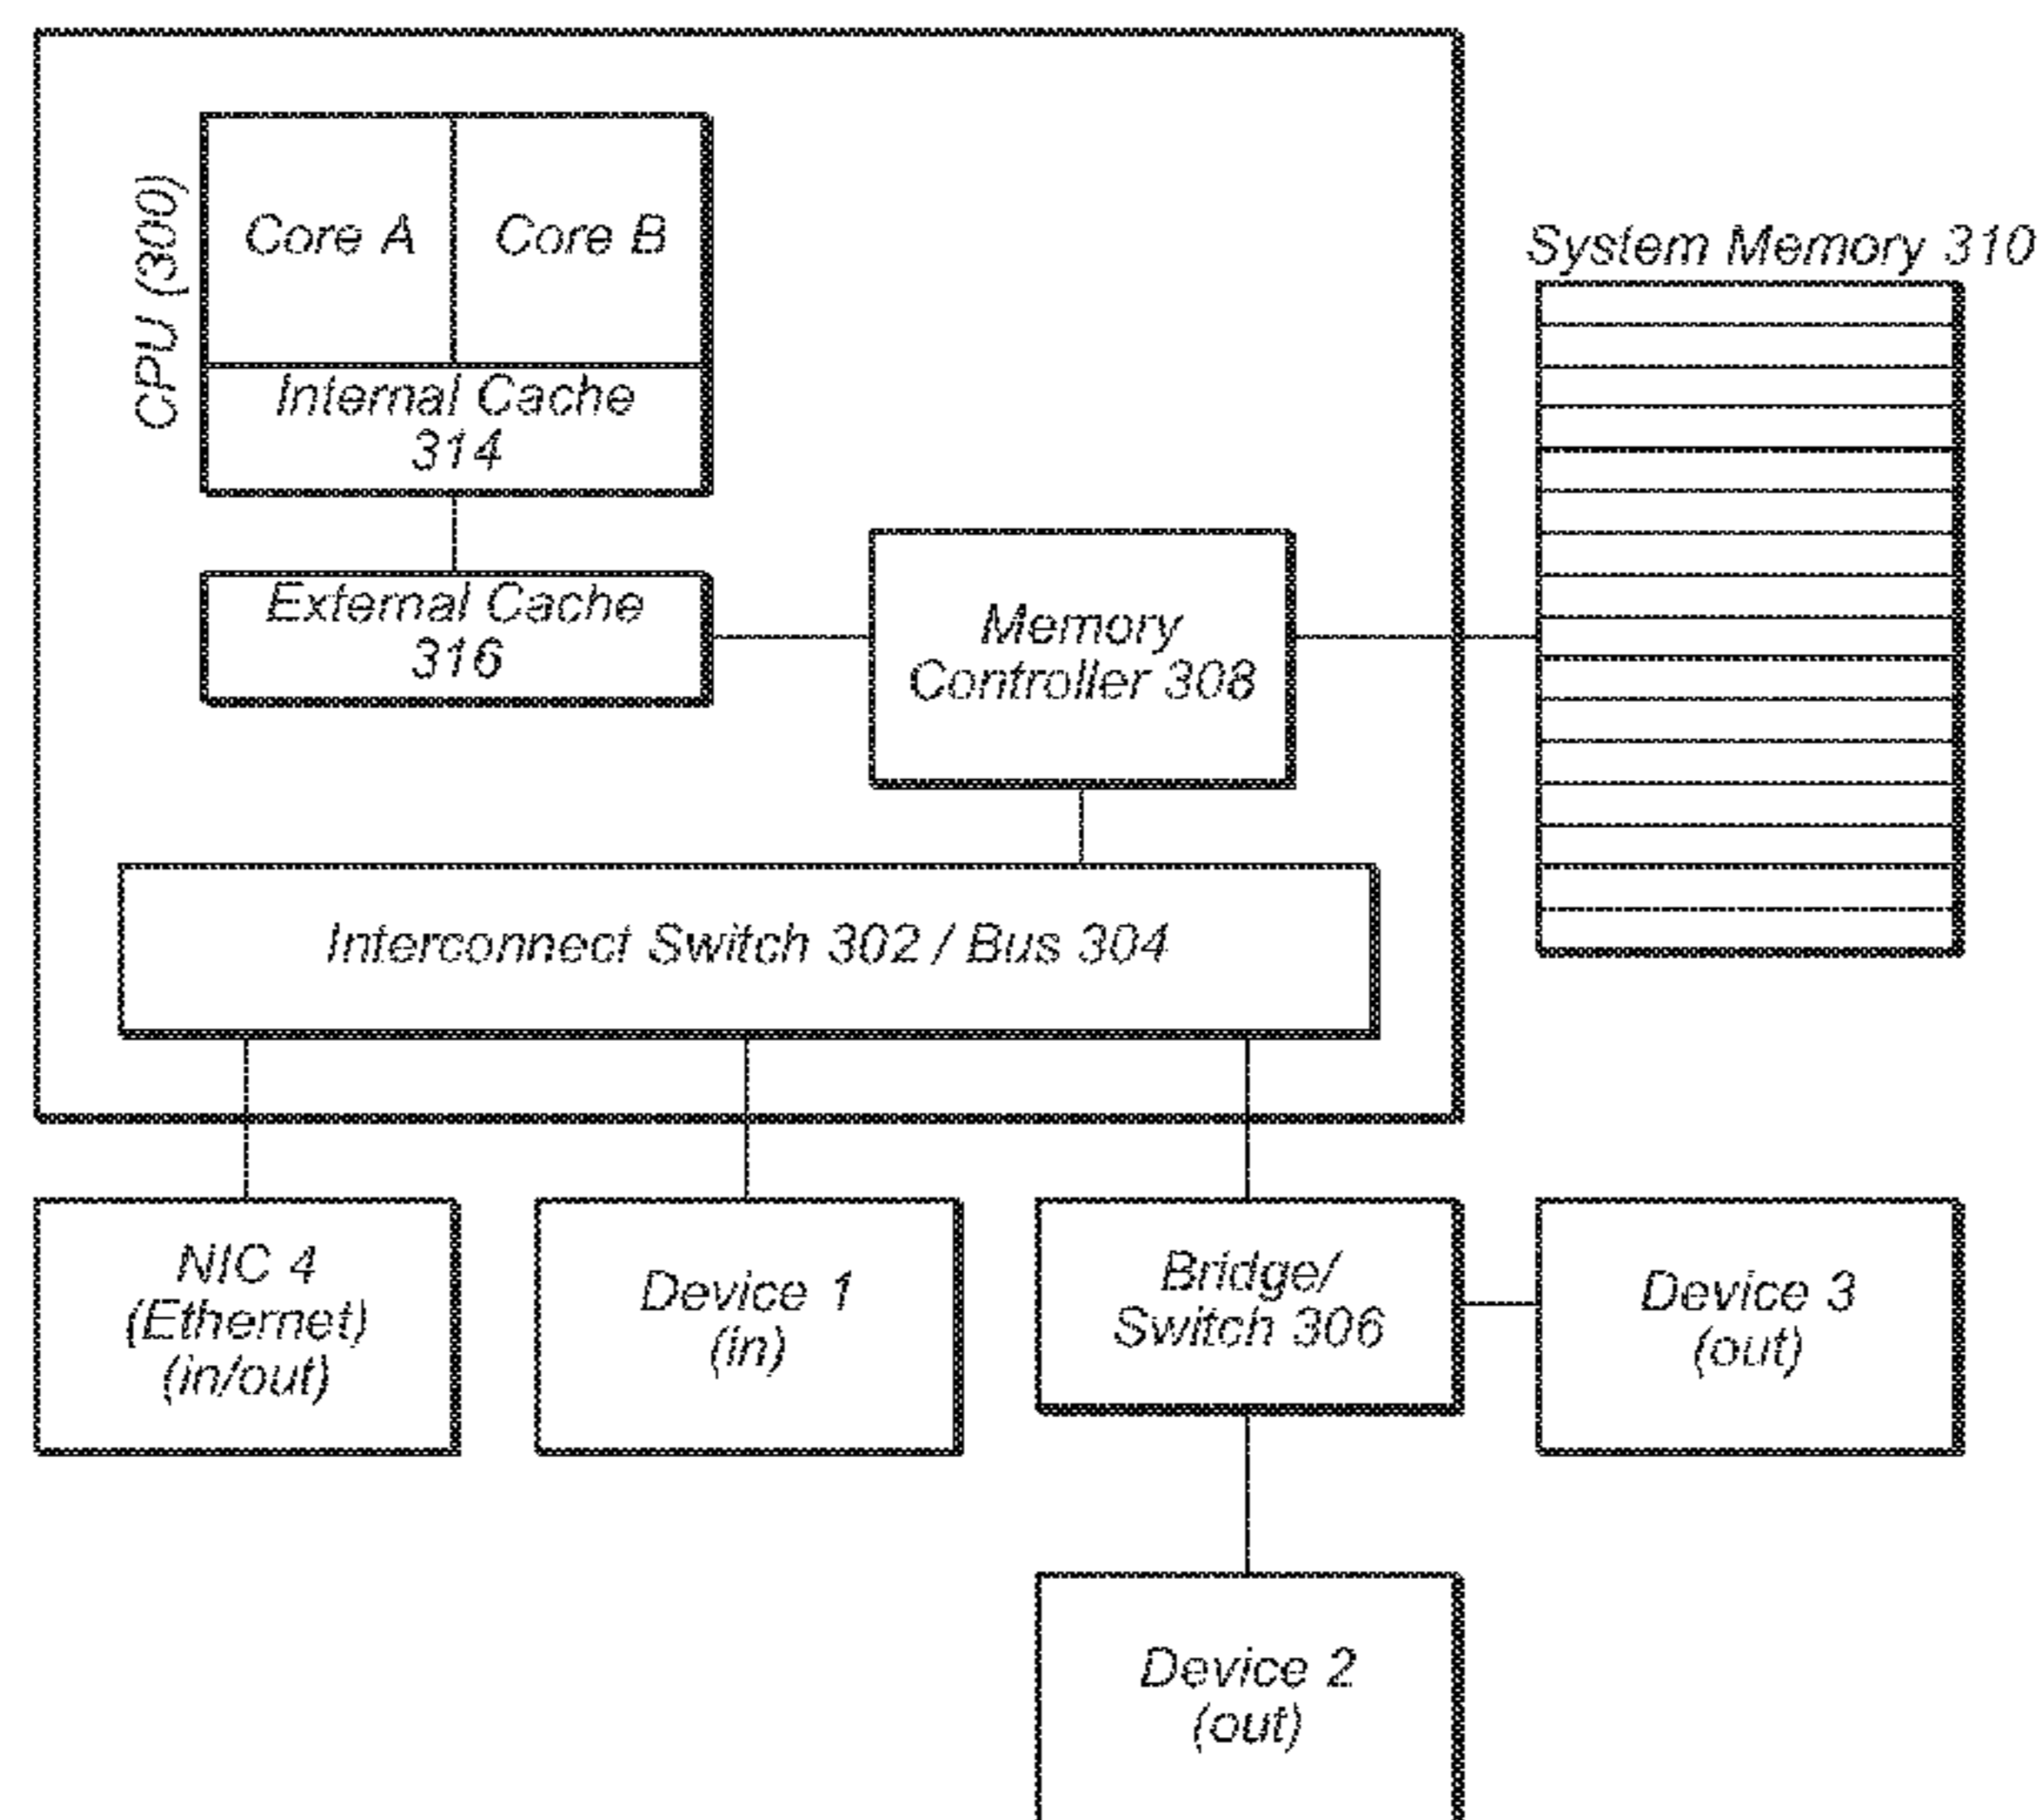 CPU (300)
Core A
Core B
Internal Cache
314
External Cache
316
Memory
Controller 308
System Memory 310
Interconnect Switch 302 / Bus 304
NIC 4
(Ethernet)
(in/out)
Device 1
(in)
Bridge/
Switch 306
Device 3
(out)
Device 2
(out)